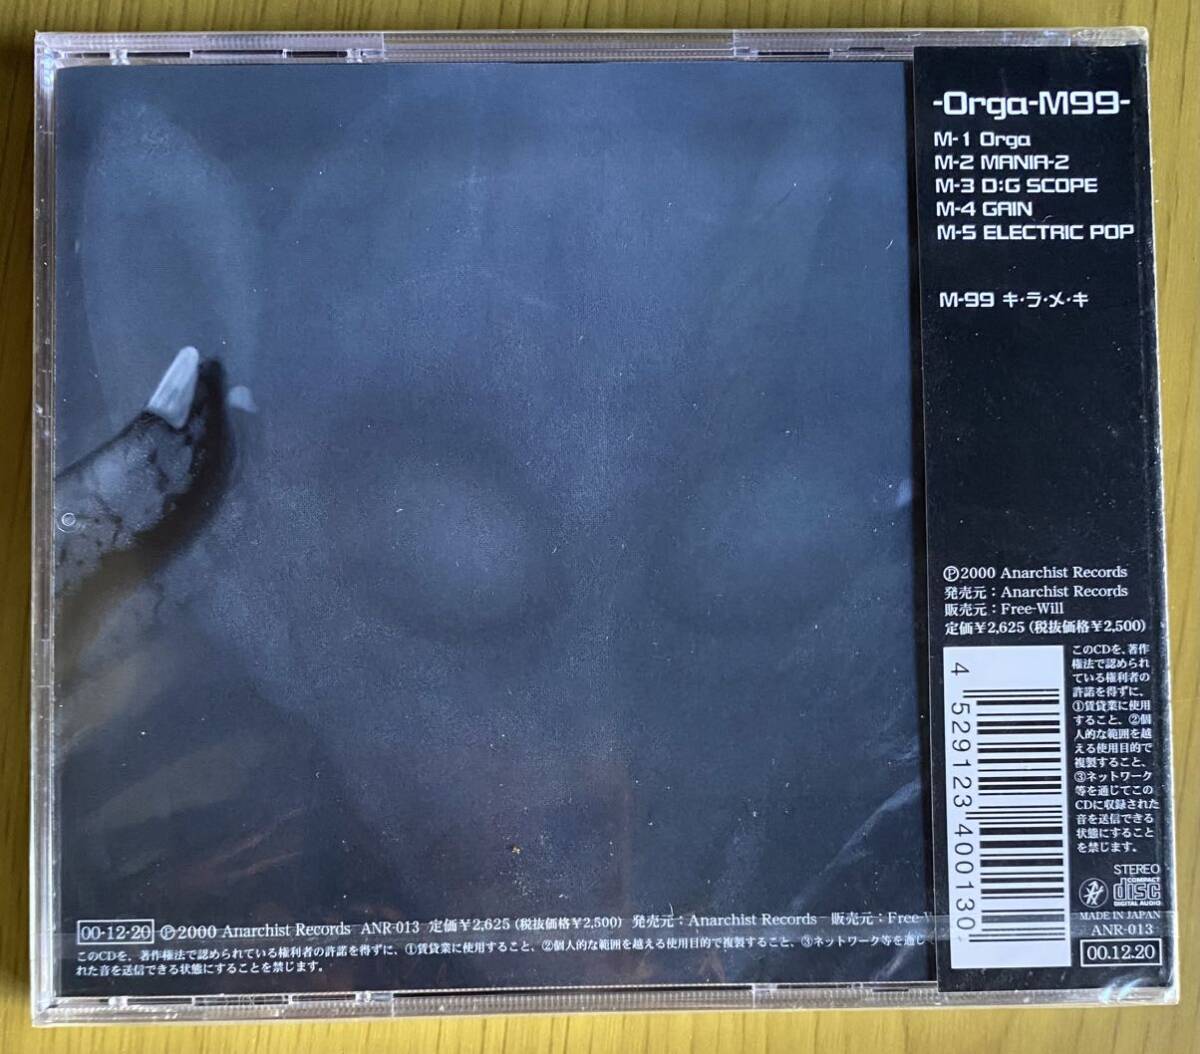 -Orga-M99-
M-1 Orga
M-2 MANIA-2
M-3 D:G SCOPE
M-4 GAIN
M-5 ELECTRIC POP
M-99 キ・ラ・メ・キ
Ⓟ2000 Anarchist Records
発売元：Anarchist Records
販売元：Free-Will
定価￥2,625（税抜価格￥2,500）
4 529123 400130
このCDを、著作
権法で認められ
ている権利者の
許諾を得ずに、
①賃貸業に使用
すること、②個
人的な範囲を越
える使用目的で
複製すること、
③ネットワーク
等を通じてこの
CDに収録された
音を送信できる
状態にすること
を禁じます。
STEREO
COMPACT
disc
DIGITAL AUDIO
MADE IN JAPAN
ANR-013
00.12.20
00·12·20 Ⓟ2000 Anarchist Records ANR-013 定価￥2,625（税抜価格￥2,500） 発売元：Anarchist Records 販売元：Free-W
このCDを、著作権法で認められている権利者の許諾を得ずに、①賃貸業に使用すること、②個人的な範囲を越える使用目的で複製すること、③ネットワーク等を通じ
れた音を送信できる状態にすることを禁じます。